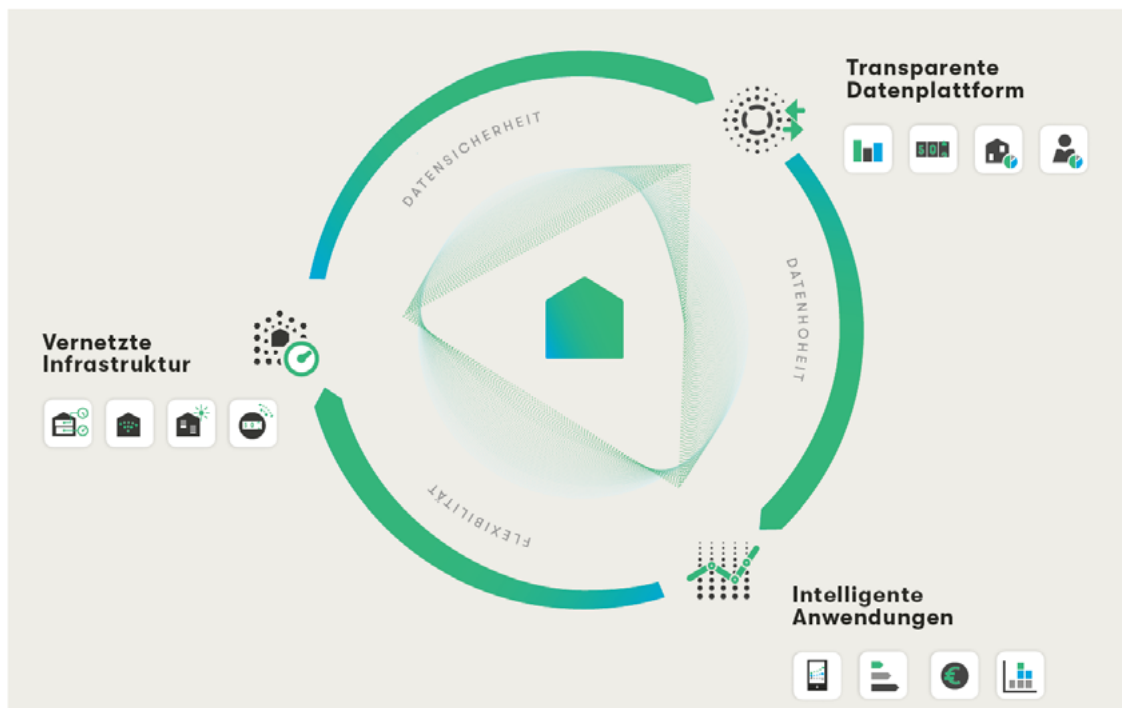 Transparente
Datenplattform
DATENSICHERHEIT
DATENHOHEIT
Vernetzte
Infrastruktur
FLEXIBILITÄT
Intelligente
Anwendungen
€